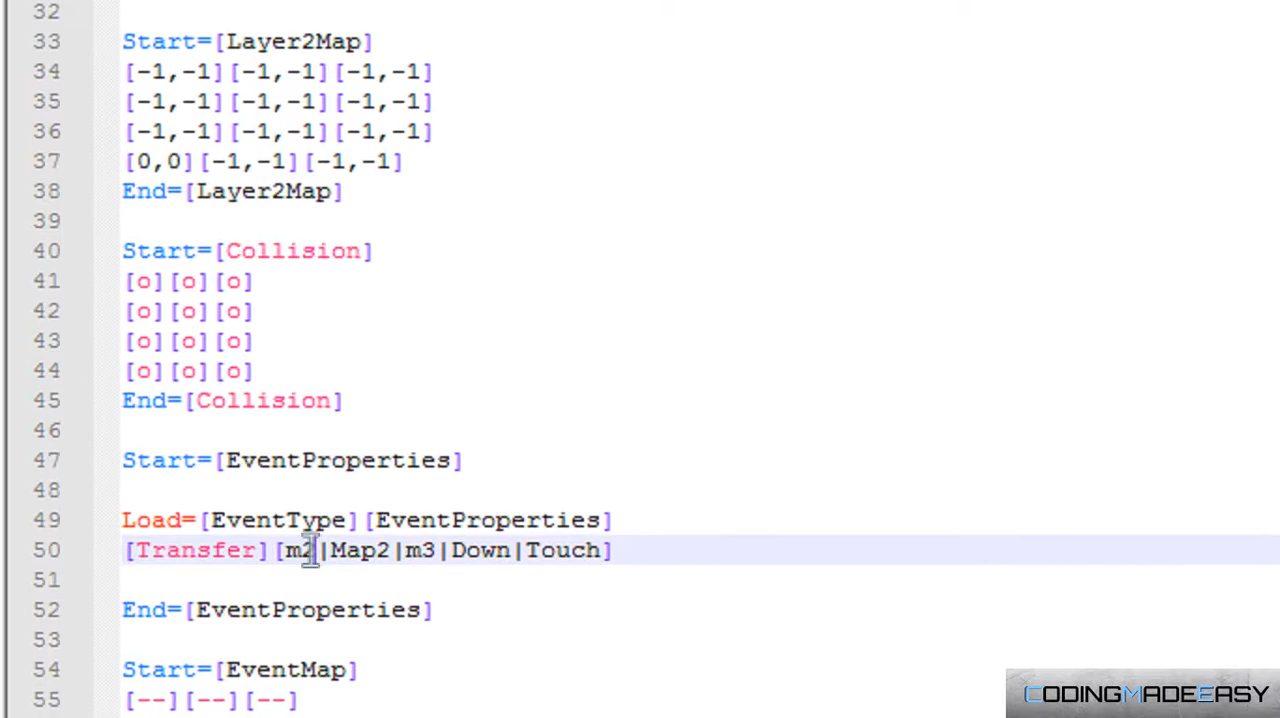 32
33 Start=[Layer2Map]
34 [-1,-1][-1,-1][-1,-1]
35 [-1,-1][-1,-1][-1,-1]
36 [-1,-1][-1,-1][-1,-1]
37 [0,0][-1,-1][-1,-1]
38 End=[Layer2Map]
39
40 Start=[Collision]
41 [o][o][o]
42 [o][o][o]
43 [o][o][o]
44 [o][o][o]
45 End=[Collision]
46
47 Start=[EventProperties]
48
49 Load=[EventType][EventProperties]
50 [Transfer][m2|Map2|m3|Down|Touch]
51
52 End=[EventProperties]
53
54 Start=[EventMap]
55 [--][--][--]
CODINGMADEEASY